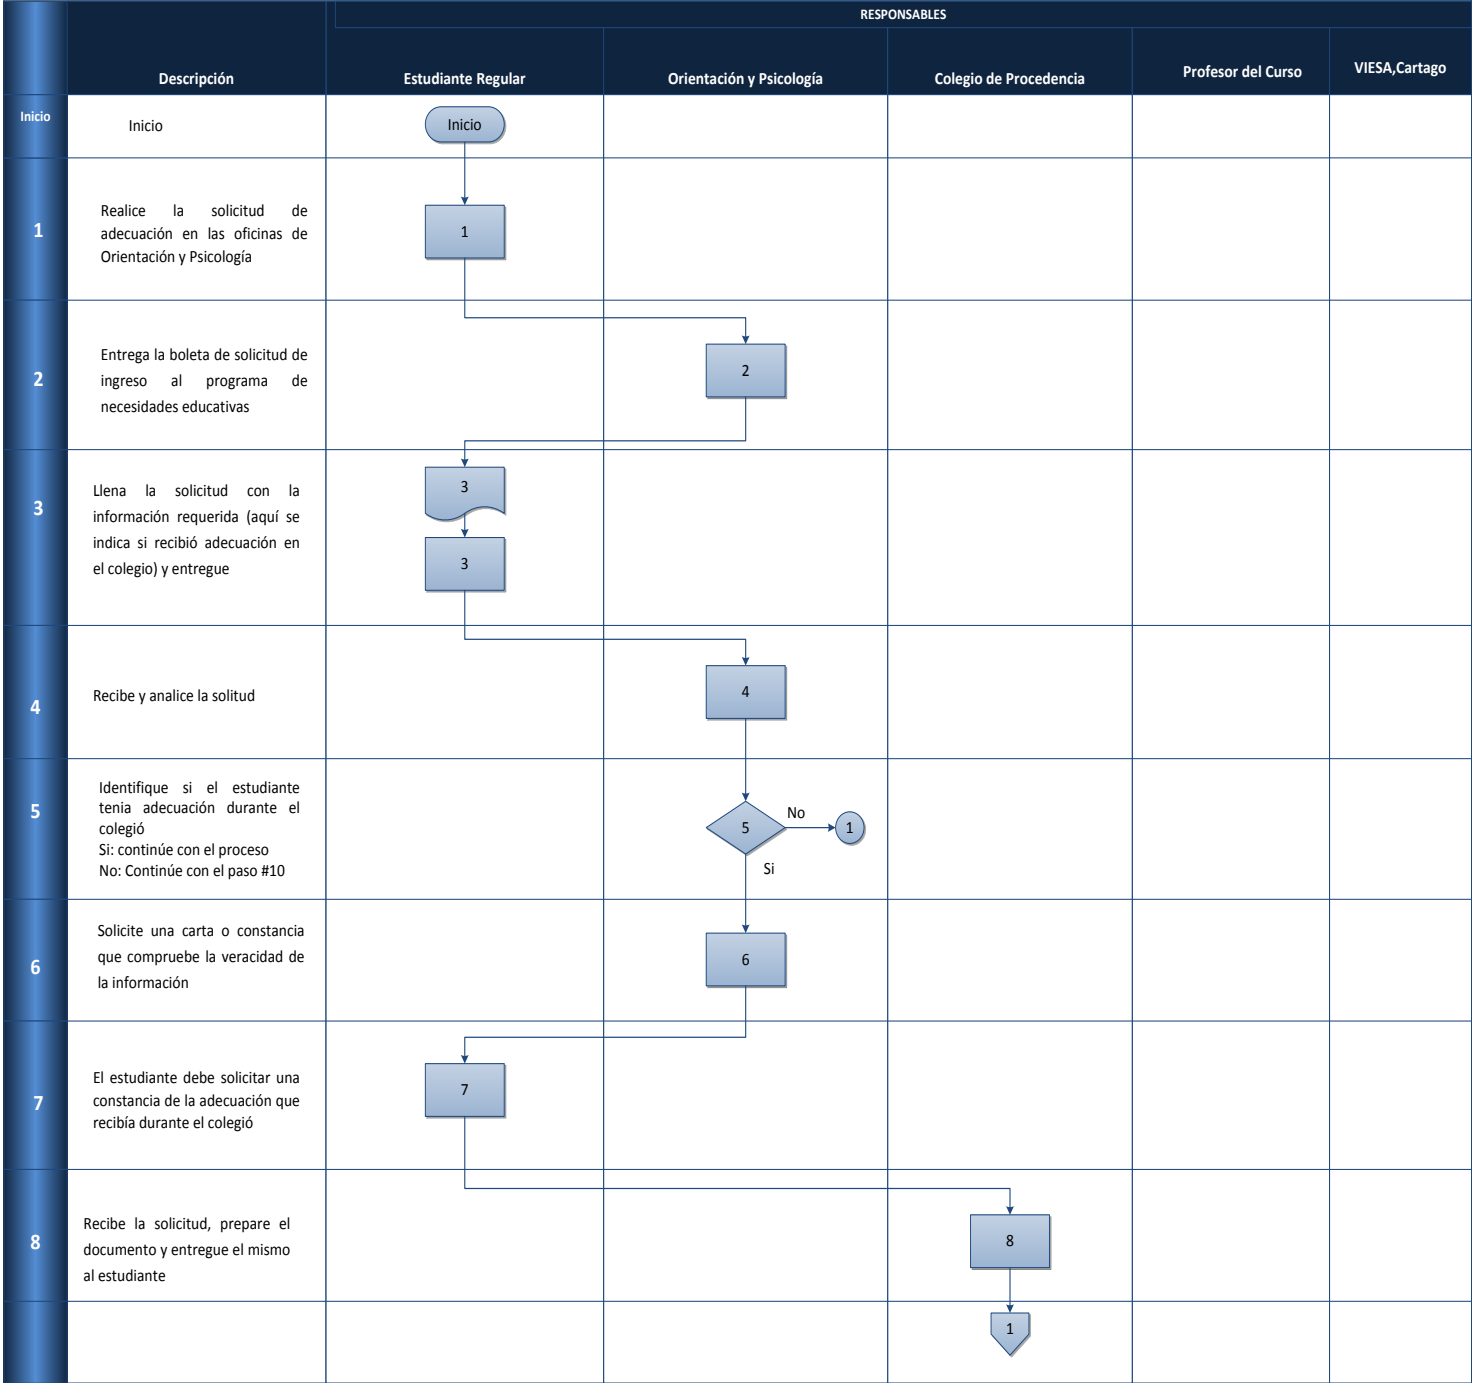 RESPONSABLES
Descripción
Estudiante Regular
Orientación y Psicología
Colegio de Procedencia
Profesor del Curso
VIESA,Cartago
Inicio
Inicio
Inicio
1
Realice la solicitud de
adecuación en las oficinas de
Orientación y Psicología
1
2
Entrega la boleta de solicitud de
ingreso al programa de
necesidades educativas
2
3
Llena la solicitud con la
información requerida (aquí se
indica si recibió adecuación en
el colegio) y entregue
3
3
4
Recibe y analice la solitud
4
5
Identifique si el estudiante
tenia adecuación durante el
colegió
Si: continúe con el proceso
No: Continúe con el paso #10
5
No
1
Si
6
Solicite una carta o constancia
que compruebe la veracidad de
la información
6
7
El estudiante debe solicitar una
constancia de la adecuación que
recibía durante el colegió
7
8
Recibe la solicitud, prepare el
documento y entregue el mismo
al estudiante
8
1